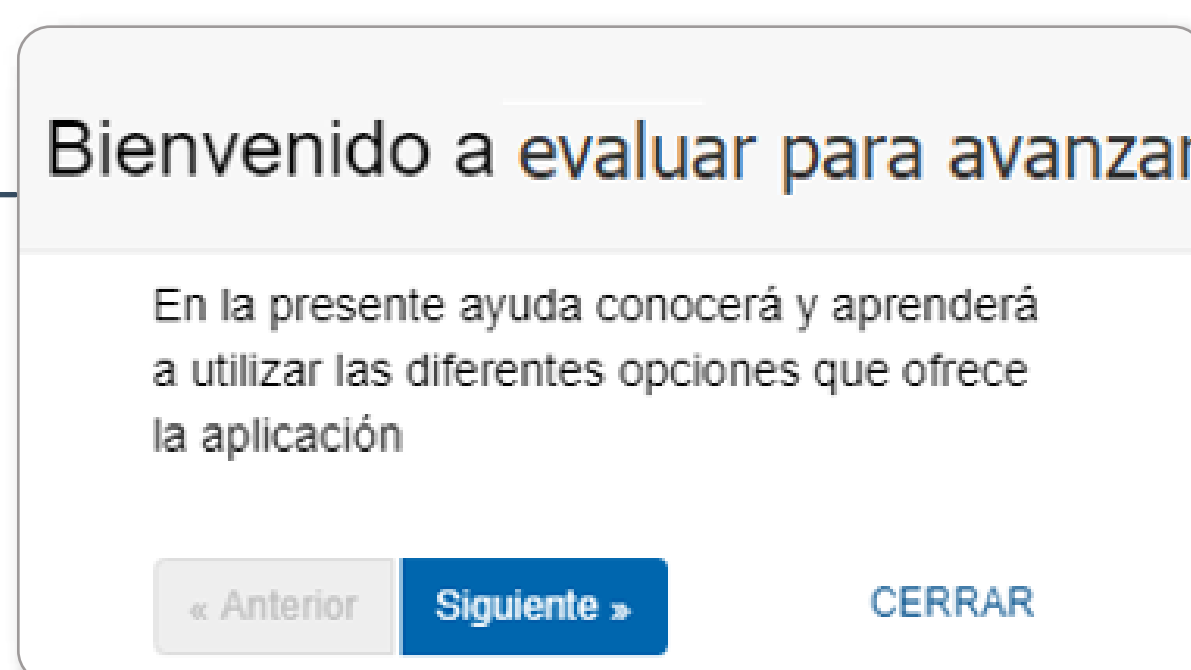 Bienvenido a evaluar para avanzar
En la presente ayuda conocerá y aprenderá
a utilizar las diferentes opciones que ofrece
la aplicación
« Anterior Siguiente » CERRAR